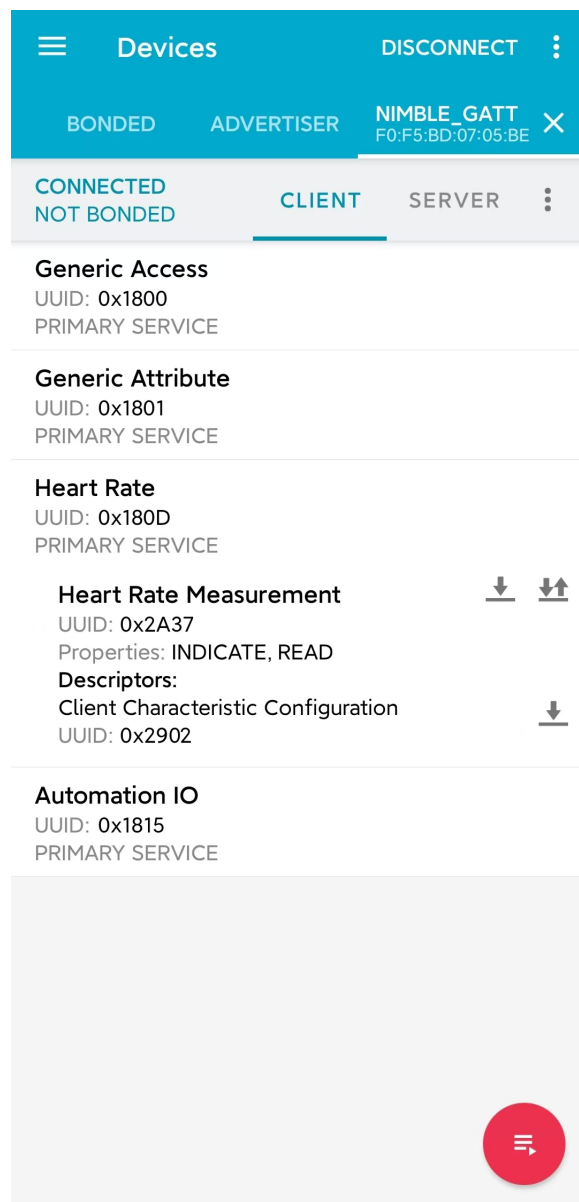 Devices
DISCONNECT
BONDED
ADVERTISER
NIMBLE_GATT
F0:F5:BD:07:05:BE
CONNECTED
NOT BONDED
CLIENT
SERVER
Generic Access
UUID: 0x1800
PRIMARY SERVICE
Generic Attribute
UUID: 0x1801
PRIMARY SERVICE
Heart Rate
UUID: 0x180D
PRIMARY SERVICE
Heart Rate Measurement
UUID: 0x2A37
Properties: INDICATE, READ
Descriptors:
Client Characteristic Configuration
UUID: 0x2902
Automation IO
UUID: 0x1815
PRIMARY SERVICE